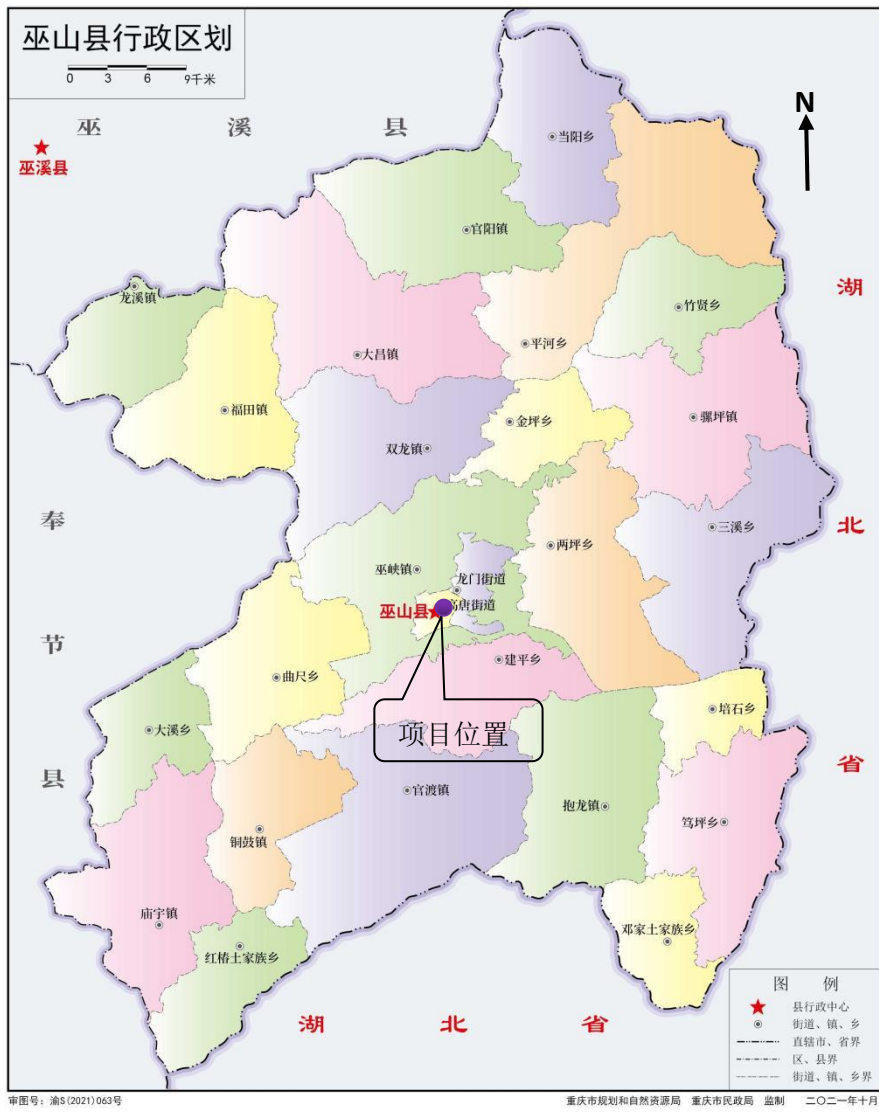 巫山县行政区划
0 3 6 9千米
N
巫溪县
巫溪县
当阳乡
官阳镇
龙溪镇
竹贤乡
湖北省
大昌镇
平河乡
福田镇
金坪乡
骡坪镇
双龙镇
奉节县
三溪乡
两坪乡
巫峡镇
龙门街道
巫山县
高唐街道
建平乡
曲尺乡
培石乡
大溪乡
项目位置
官渡镇
抱龙镇
笃坪乡
铜鼓镇
庙宇镇
邓家土家族乡
红椿土家族乡
湖北省
图 例
县行政中心
街道、镇、乡
直辖市、省界
区、县界
街道、镇、乡界
审图号：渝S(2021)063号
重庆市规划和自然资源局 重庆市民政局 监制 二〇二一年十月